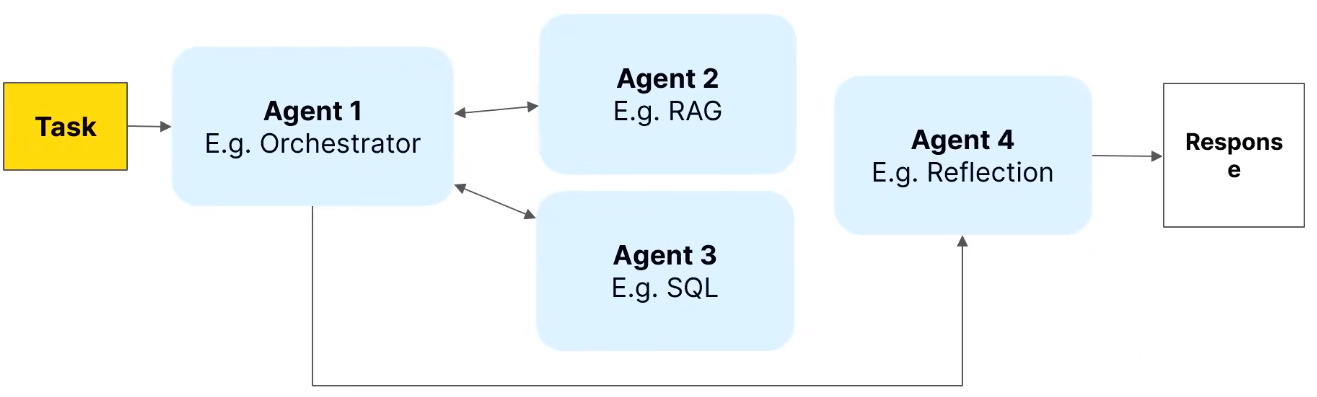 Task
Agent 1
E.g. Orchestrator
Agent 2
E.g. RAG
Agent 3
E.g. SQL
Agent 4
E.g. Reflection
Respons
e